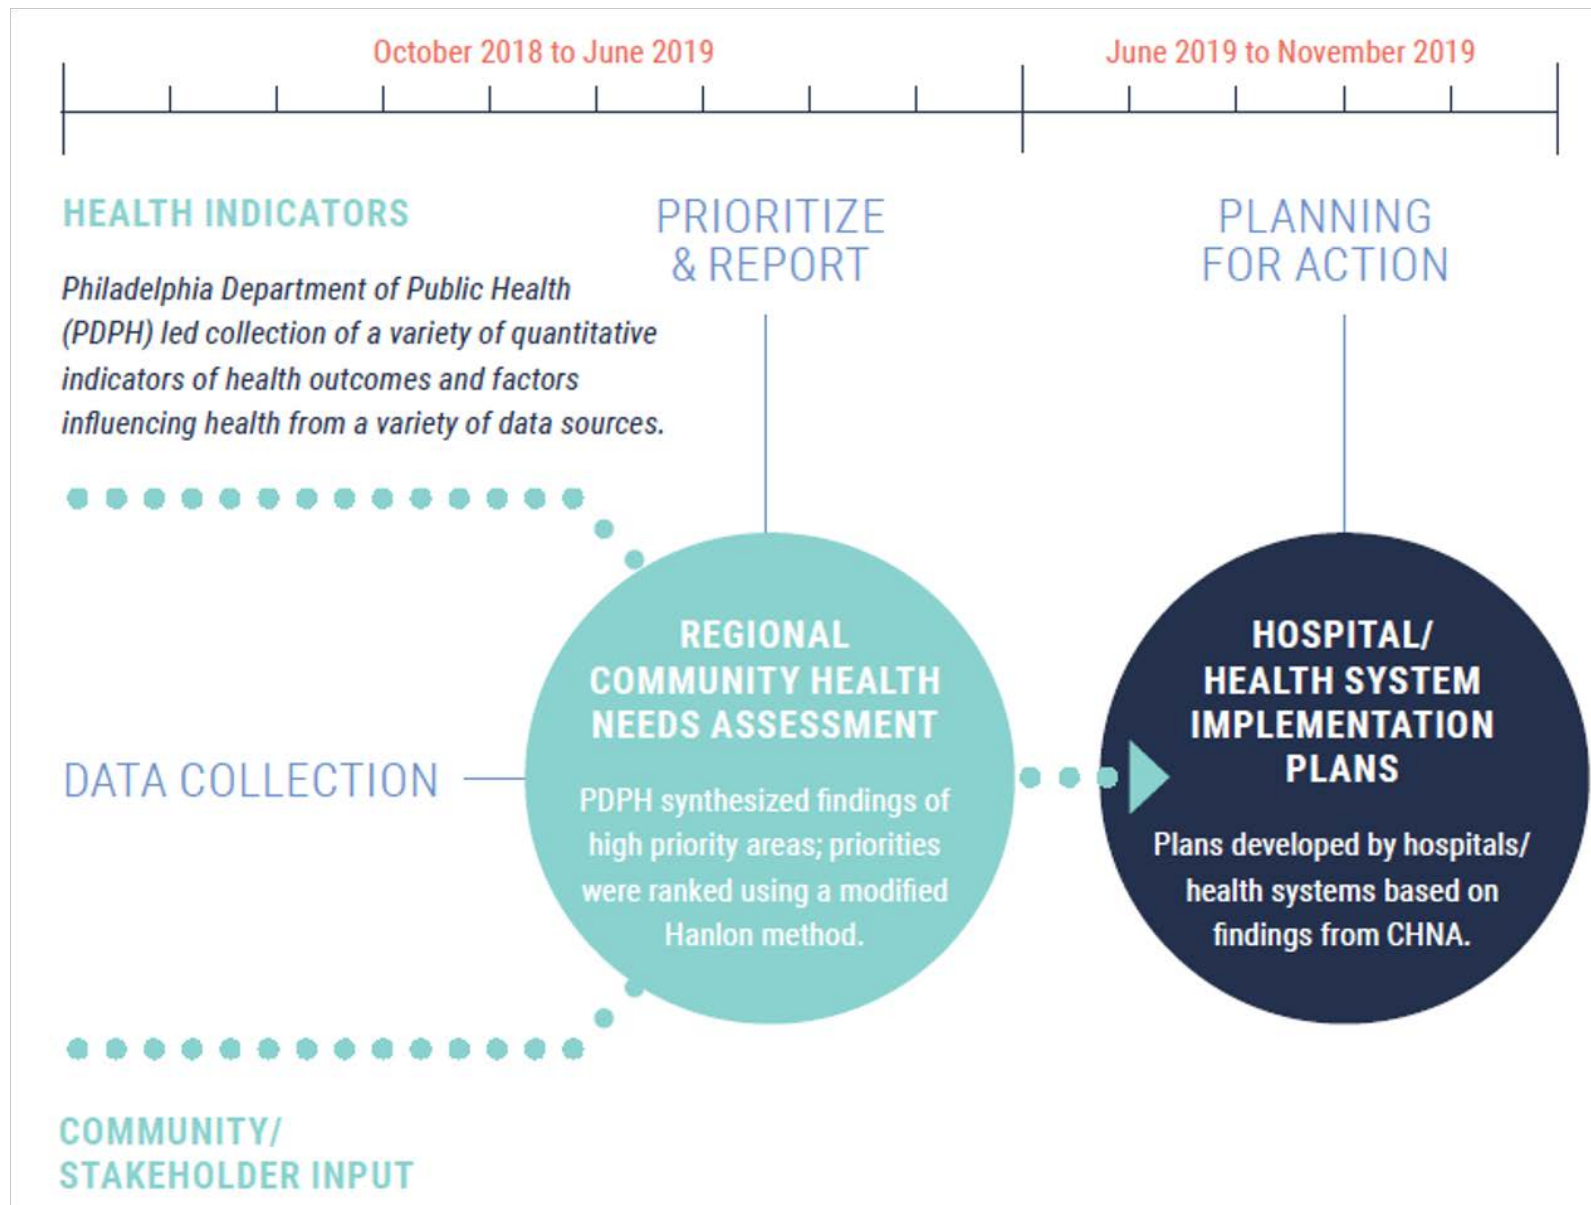 October 2018 to June 2019
June 2019 to November 2019
HEALTH INDICATORS
Philadelphia Department of Public Health
(PDPH) led collection of a variety of quantitative
indicators of health outcomes and factors
influencing health from a variety of data sources.
PRIORITIZE
& REPORT
PLANNING
FOR ACTION
DATA COLLECTION
REGIONAL
COMMUNITY HEALTH
NEEDS ASSESSMENT
PDPH synthesized findings of
high priority areas; priorities
were ranked using a modified
Hanlon method.
HOSPITAL/
HEALTH SYSTEM
IMPLEMENTATION
PLANS
Plans developed by hospitals/
health systems based on
findings from CHNA.
COMMUNITY/
STAKEHOLDER INPUT